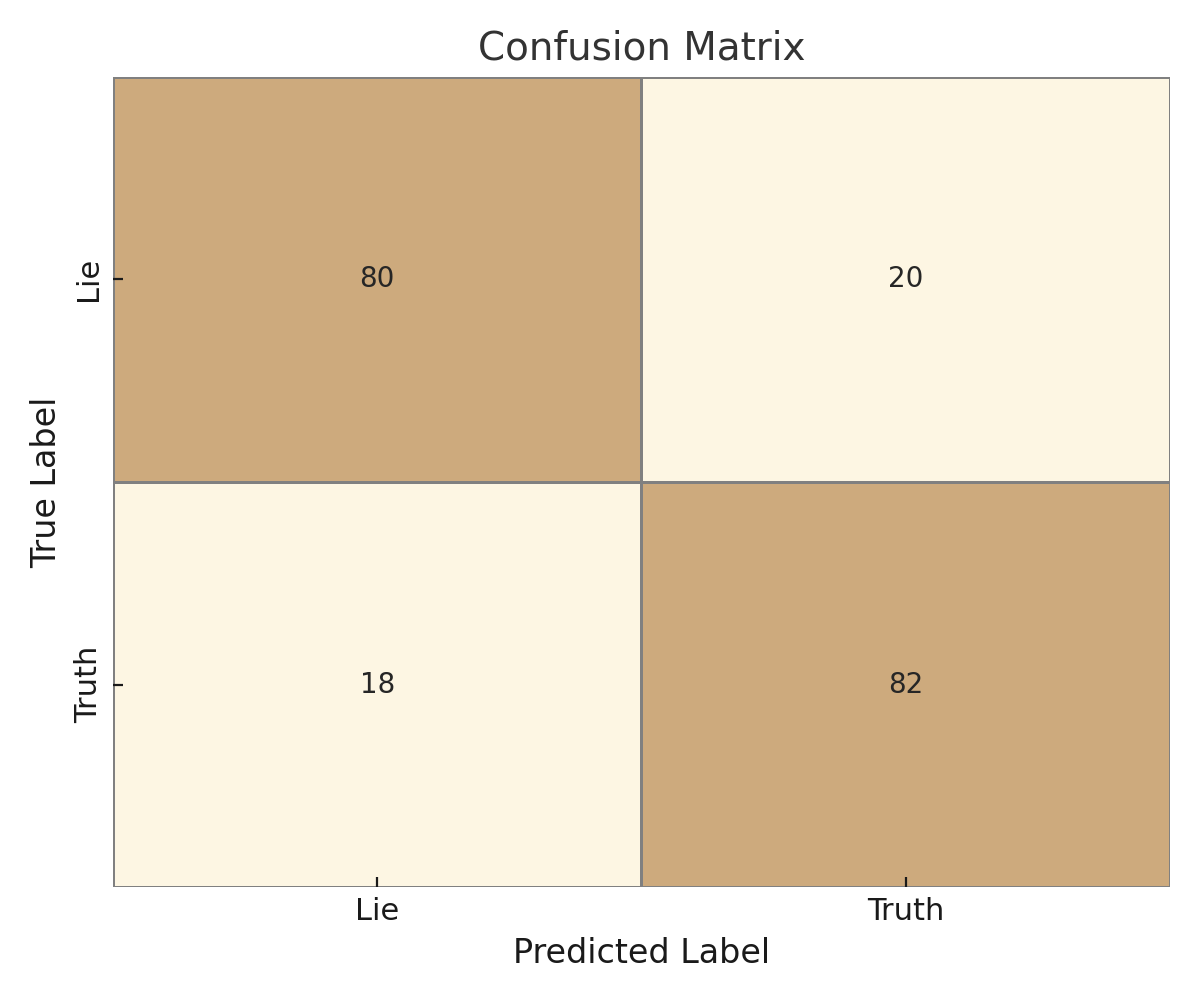 Confusion Matrix
True Label
Lie
80
20
Truth
18
82
Lie
Truth
Predicted Label